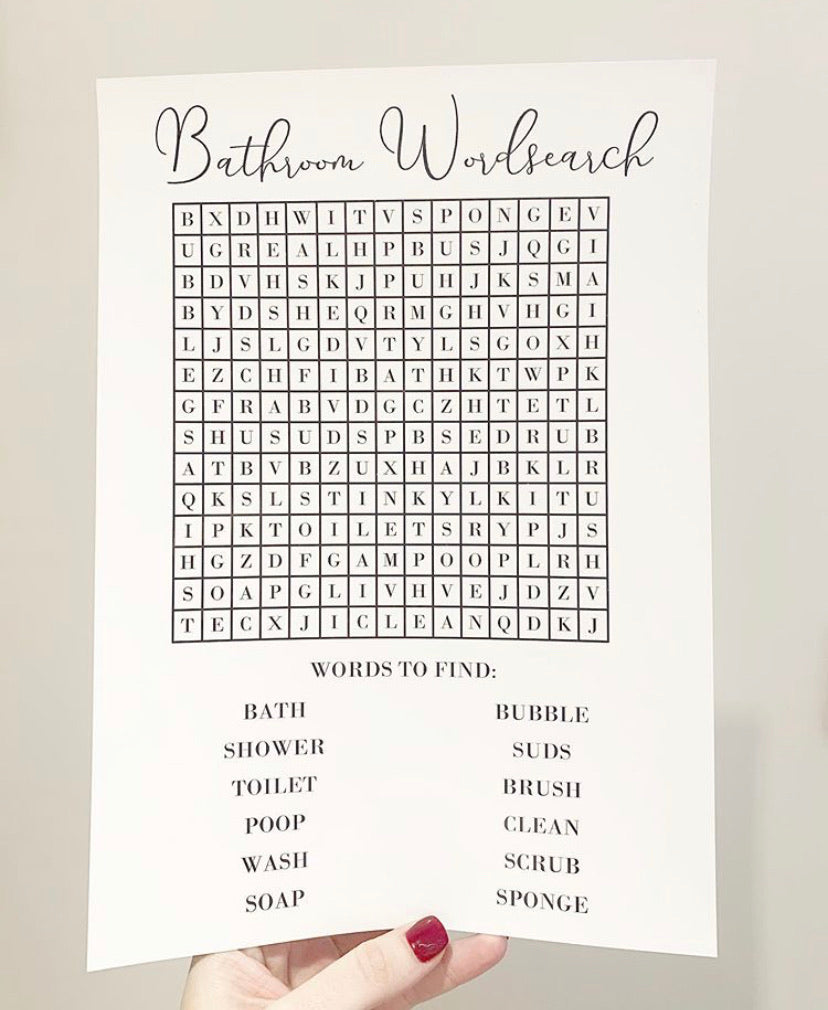 Bathroom Wordsearch
B X D H W I T V S P O N G E V
U G R E A L H P B U S J Q G I
B D V H S K J P U H J K S M A
B Y D S H E Q R M G H V H G I
L J S L G D V T Y L S G O X H
E Z C H F I B A T H K T W P K
G F R A B V D G C Z H T E T L
S H U S U D S P B S E D R U B
A T B V B Z U X H A J B K L R
Q K S L S T I N K Y L K I T U
I P K T O I L E T S R Y P J S
H G Z D F G A M P O O P L R H
S O A P G L I V H V E J D Z V
T E C X J I C L E A N Q D K J
WORDS TO FIND:
BATH BUBBLE
SHOWER SUDS
TOILET BRUSH
POOP CLEAN
WASH SCRUB
SOAP SPONGE